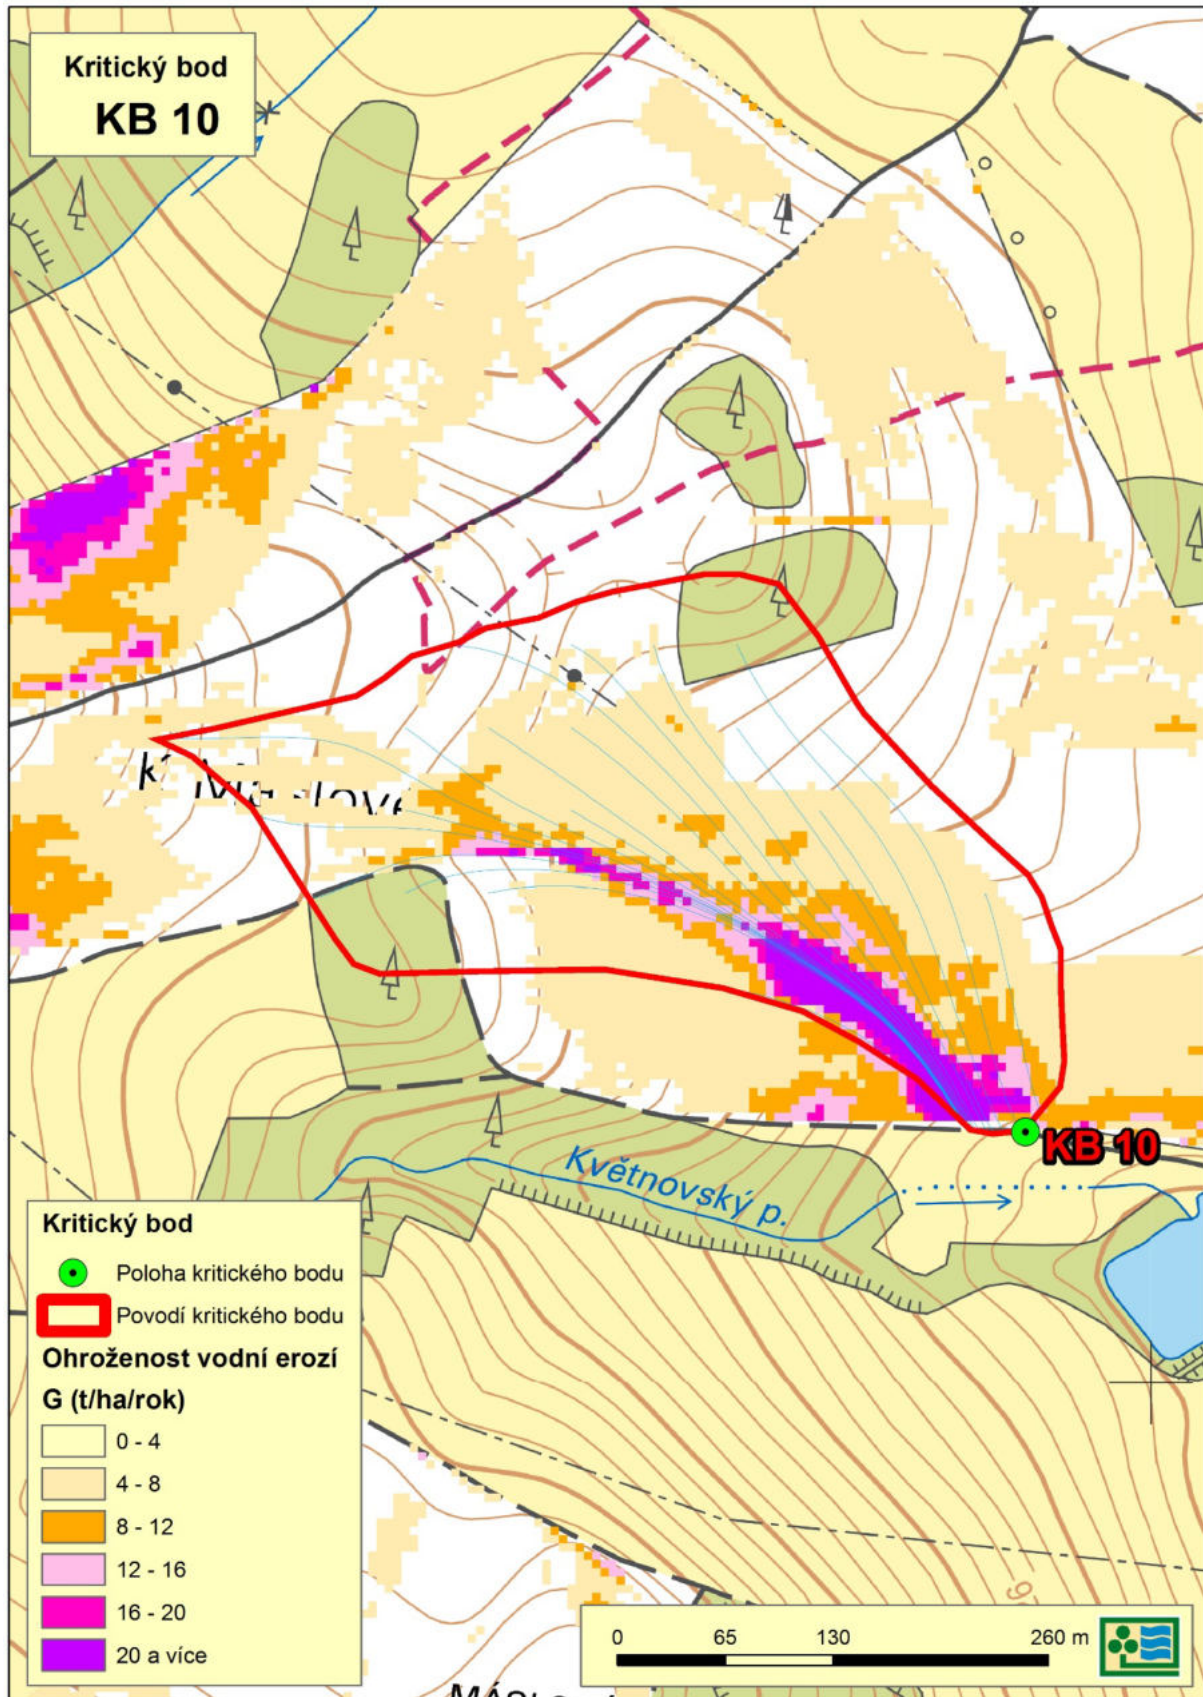 Kritický bod
KB 10
KB 10
Květnovský p.
Kritický bod
Poloha kritického bodu
Povodí kritického bodu
Ohroženost vodní erozí
G (t/ha/rok)
0 - 4
4 - 8
8 - 12
12 - 16
16 - 20
20 a více
0 65 130 260 m